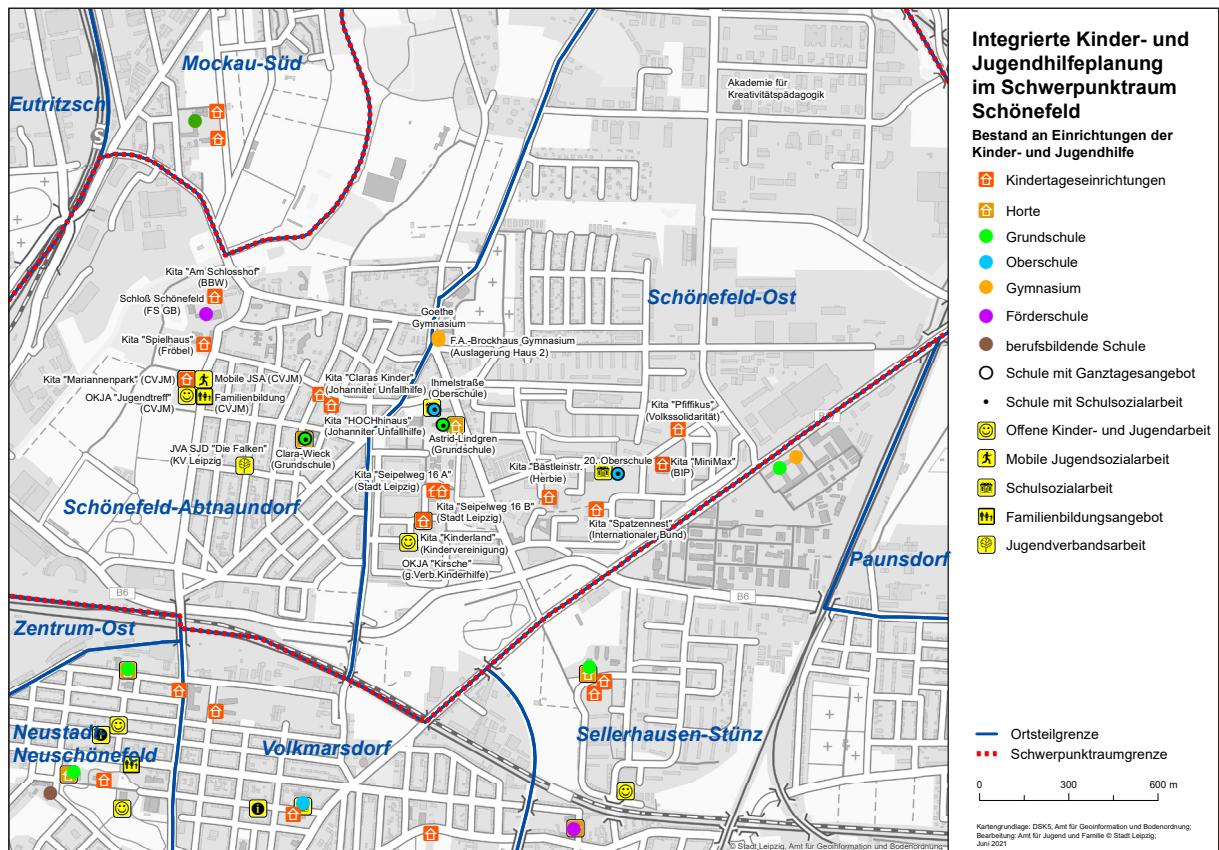 Integrierte Kinder- und
Jugendhilfeplanung
im Schwerpunktraum
Schönefeld
Bestand an Einrichtungen der
Kinder- und Jugendhilfe
Kindertageseinrichtungen
Horte
Grundschule
Oberschule
Gymnasium
Förderschule
berufsbildende Schule
Schule mit Ganztagesangebot
Schule mit Schulsozialarbeit
Offene Kinder- und Jugendarbeit
Mobile Jugendsozialarbeit
Schulsozialarbeit
Familienbildungsangebot
Jugendverbandsarbeit
Ortsteilgrenze
Schwerpunktraumgrenze
0 300 600 m
Kartengrundlage: DSK5, Amt für Geoinformation und Bodenordnung;
Bearbeitung: Amt für Jugend und Familie © Stadt Leipzig;
Juni 2021
Mockau-Süd
Eutritzsch
S
Akademie für
Kreativitätspädagogik
Kita "Am Schlosshof"
(BBW)
Schloß Schönefeld
(FS GB)
Kita "Spielhaus"
(Fröbel)
Schönefeld-Ost
Goethe
Gymnasium
F.A.-Brockhaus Gymnasium
(Auslagerung Haus 2)
Kita "Mariannenpark" (CVJM)
Mobile JSA (CVJM)
OKJA "Jugendtreff"
(CVJM)
Familienbildung
(CVJM)
Kita "Claras Kinder"
(Johanniter Unfallhilfe)
Ihmelstraße
(Oberschule)
Kita "HOCHhinaus"
(Johanniter Unfallhilfe)
Astrid-Lindgren
(Grundschule)
Kita "Pfiffikus"
(Volkssolidarität)
JVA SJD "Die Falken"
(KV Leipzig
Clara-Wieck
(Grundschule)
Kita "Seipelweg 16 A"
(Stadt Leipzig)
Kita "Bästleinstr."
(Herbie)
20. Oberschule
Kita "MiniMax"
(BIP)
Kita "Seipelweg 16 B"
(Stadt Leipzig)
Kita "Spatzennest"
(Internationaler Bund)
Schönefeld-Abtnaundorf
Kita "Kinderland"
(Kindervereinigung)
OKJA "Kirsche"
(g.Verb.Kinderhilfe)
Paunsdorf
B6
B6
B87
Zentrum-Ost
Neustadt-
Neuschönefeld
Volkmarsdorf
Sellerhausen-Stünz
© Stadt Leipzig, Amt für Geoinformation und Bodenordnung